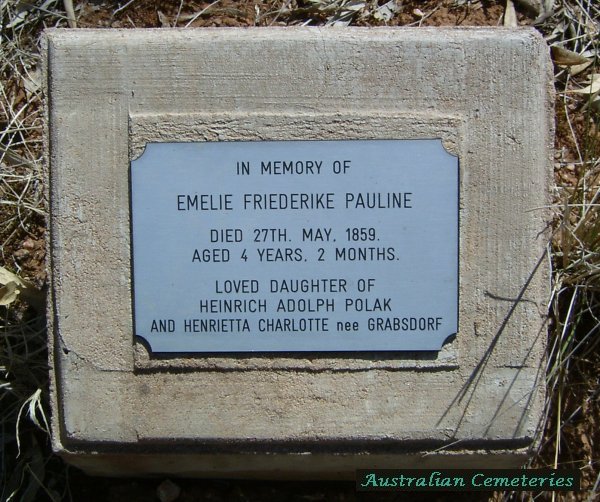 IN MEMORY OF
EMELIE FRIEDERIKE PAULINE
DIED 27TH. MAY, 1859.
AGED 4 YEARS, 2 MONTHS.
LOVED DAUGHTER OF
HEINRICH ADOLPH POLAK
AND HENRIETTA CHARLOTTE nee GRABSDORF
Australian Cemeteries